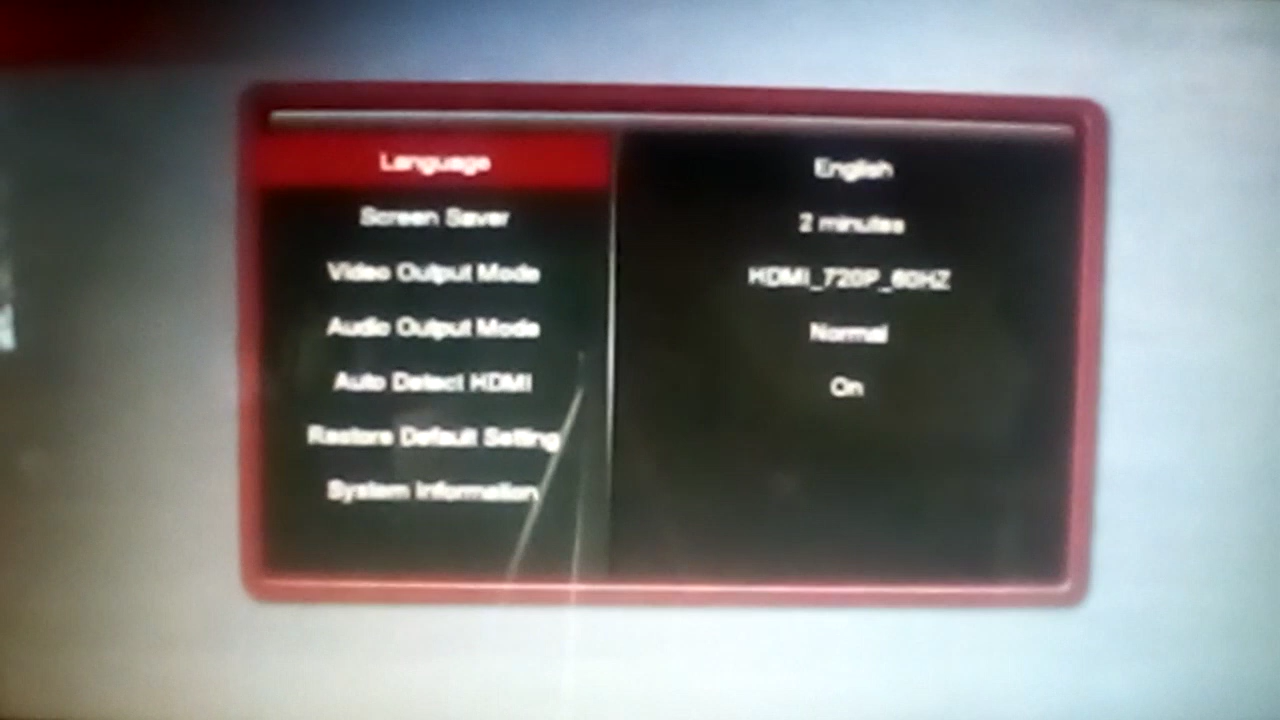 Language English
Screen Saver 2 minutes
Video Output Mode HDMI_720P_60HZ
Audio Output Mode Normal
Auto Detect HDMI On
Restore Default Setting
System Information